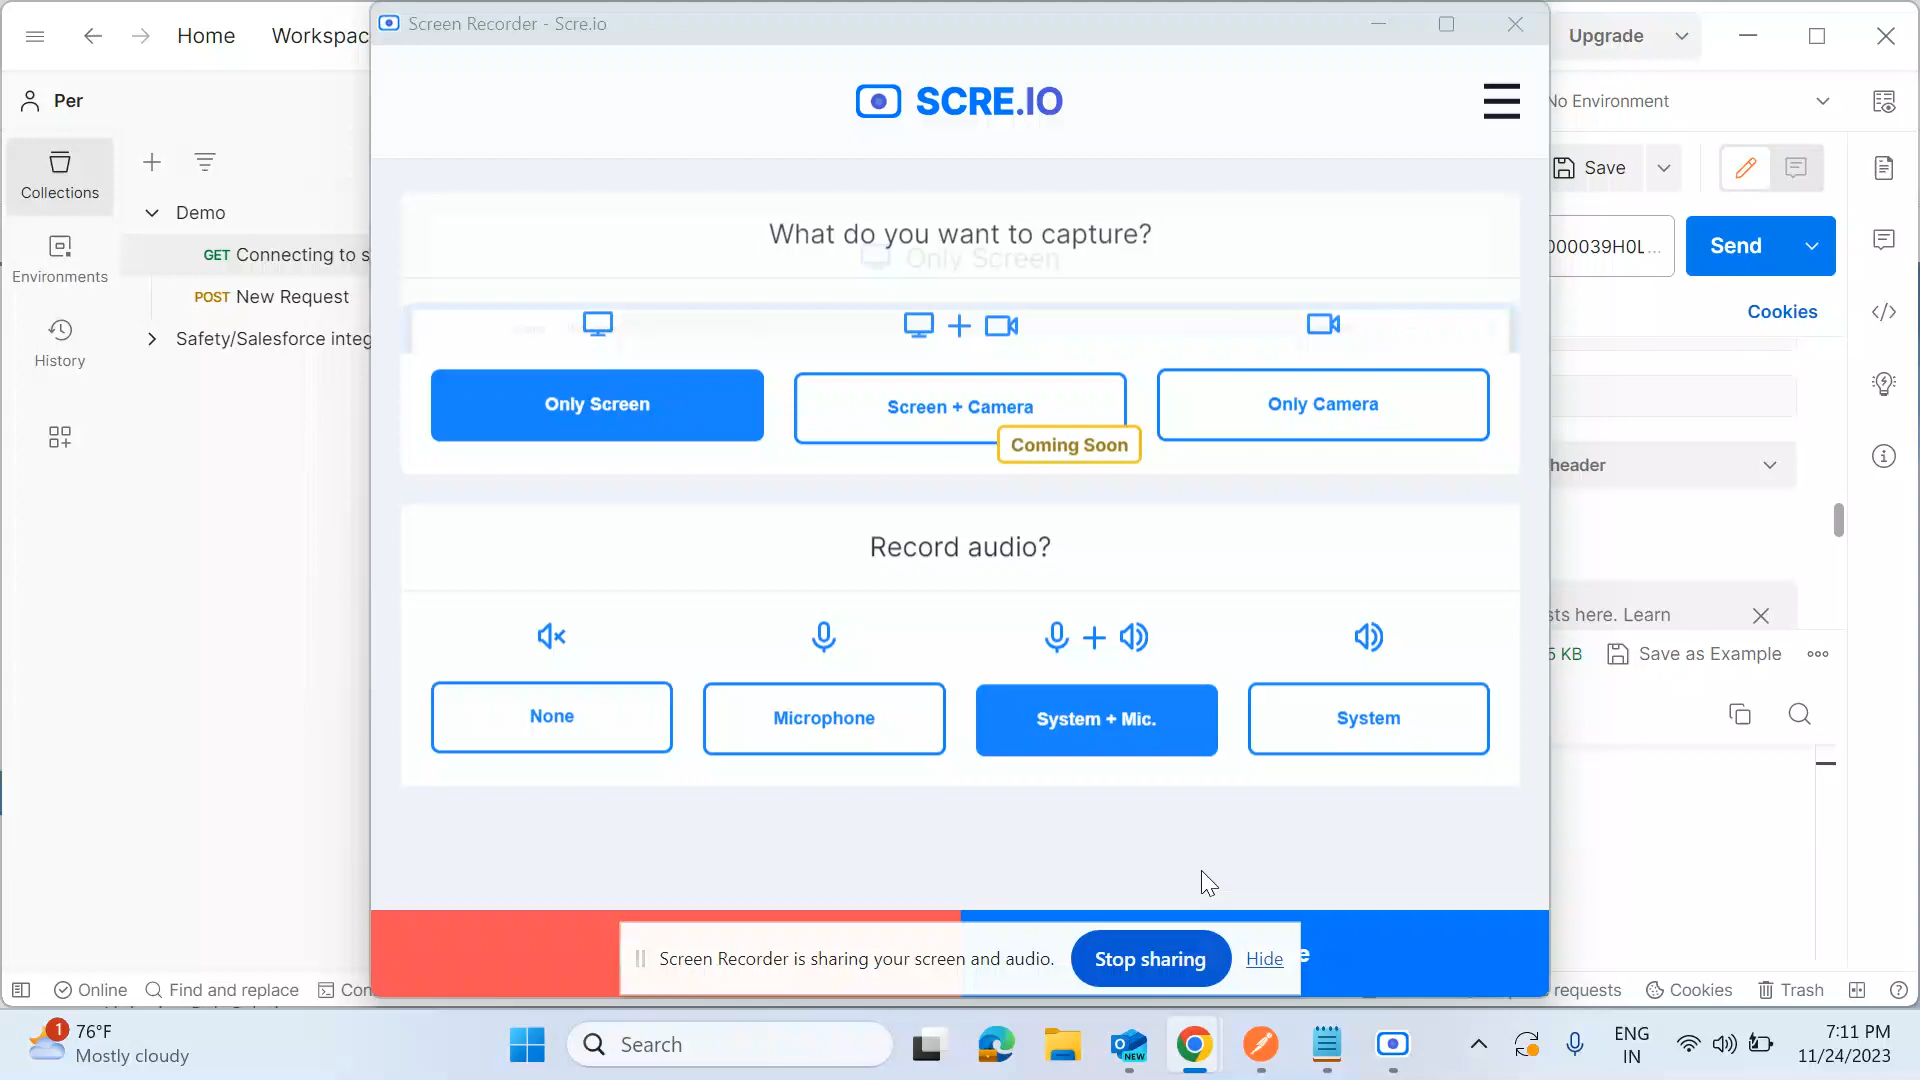 Screen Recorder - Scre.io
Home
Workspac
Upgrade
Per
SCRE.IO
No Environment
Collections
Save
Demo
What do you want to capture?
Only Screen
GET Connecting to s
000039H0L...
Send
Environments
POST New Request
Cookies
Safety/Salesforce integ
History
Only Screen
Screen + Camera
Only Camera
Coming Soon
header
Record audio?
sts here. Learn
5 KB
Save as Example
None
Microphone
System + Mic.
System
Screen Recorder is sharing your screen and audio.
Stop sharing
Hide
e
Online
Find and replace
Con
requests
Cookies
Trash
1
76°F
Mostly cloudy
Search
NEW
ENG
IN
7:11 PM
11/24/2023